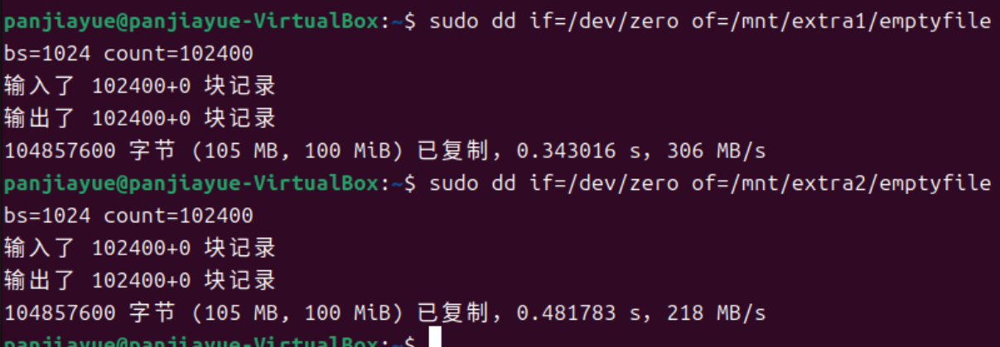 panjiayue@panjiayue-VirtualBox:~$ sudo dd if=/dev/zero of=/mnt/extra1/emptyfile
bs=1024 count=102400
输入了 102400+0 块记录
输出了 102400+0 块记录
104857600 字节 (105 MB, 100 MiB) 已复制，0.343016 s，306 MB/s
panjiayue@panjiayue-VirtualBox:~$ sudo dd if=/dev/zero of=/mnt/extra2/emptyfile
bs=1024 count=102400
输入了 102400+0 块记录
输出了 102400+0 块记录
104857600 字节 (105 MB, 100 MiB) 已复制，0.481783 s，218 MB/s
panjiayue@panjiayue-VirtualBox:~$